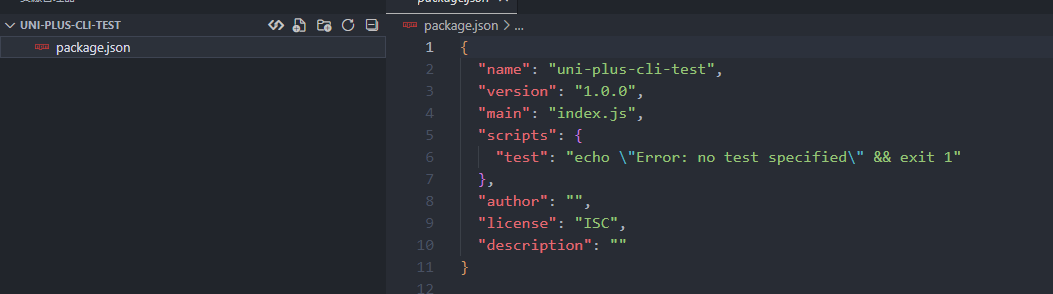 package.json
UNI-PLUS-CLI-TEST
package.json
package.json > ...
1 {
2 "name": "uni-plus-cli-test",
3 "version": "1.0.0",
4 "main": "index.js",
5 "scripts": {
6 "test": "echo \"Error: no test specified\" && exit 1"
7 },
8 "author": "",
9 "license": "ISC",
10 "description": ""
11 }
12